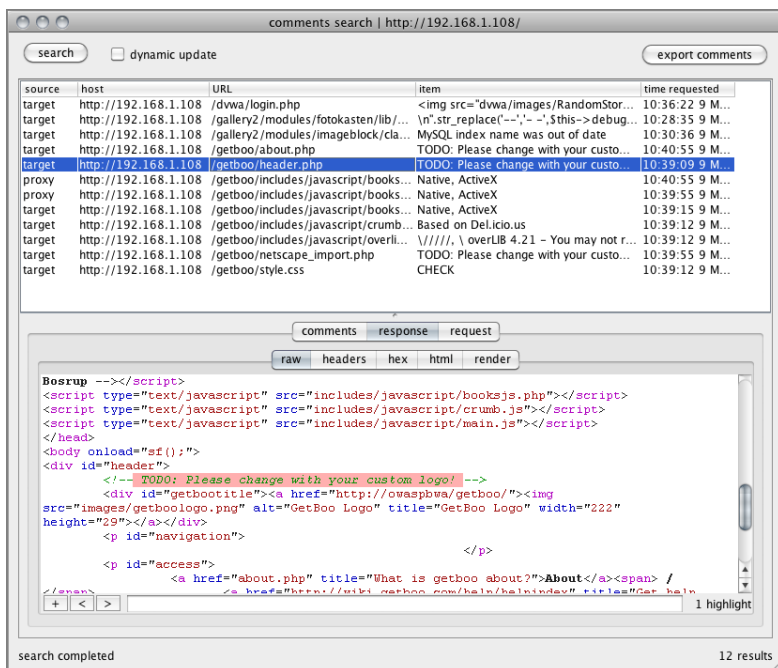 comments search | http://192.168.1.108/
search dynamic update export comments
source host URL item time requested
target http://192.168.1.108 /dvwa/login.php <img src="dvwa/images/RandomStor... 10:36:22 9 M...
target http://192.168.1.108 /gallery2/modules/fotokasten/lib/... \n".str_replace('--','- -',$this->debug... 10:28:35 9 M...
target http://192.168.1.108 /gallery2/modules/imageblock/cla... MySQL index name was out of date 10:30:36 9 M...
target http://192.168.1.108 /getboo/about.php TODO: Please change with your custo... 10:40:55 9 M...
target http://192.168.1.108 /getboo/header.php TODO: Please change with your custo... 10:39:09 9 M...
proxy http://192.168.1.108 /getboo/includes/javascript/books... Native, ActiveX 10:40:55 9 M...
proxy http://192.168.1.108 /getboo/includes/javascript/books... Native, ActiveX 10:39:55 9 M...
target http://192.168.1.108 /getboo/includes/javascript/books... Native, ActiveX 10:39:15 9 M...
target http://192.168.1.108 /getboo/includes/javascript/crumb... Based on Del.icio.us 10:39:12 9 M...
target http://192.168.1.108 /getboo/includes/javascript/overli... \/////, \ overLIB 4.21 - You may not r... 10:39:12 9 M...
target http://192.168.1.108 /getboo/netscape_import.php TODO: Please change with your custo... 10:39:55 9 M...
target http://192.168.1.108 /getboo/style.css CHECK 10:39:12 9 M...
comments response request
raw headers hex html render
Bosrup --></script>
<script type="text/javascript" src="includes/javascript/booksjs.php"></script>
<script type="text/javascript" src="includes/javascript/crumb.js"></script>
<script type="text/javascript" src="includes/javascript/main.js"></script>
</head>
<body onload="sf();">
<div id="header">
<!-- TODO: Please change with your custom logo! -->
<div id="getbootitle"><a href="http://owaspbwa/getboo/"><img
src="images/getboologo.png" alt="GetBoo Logo" title="GetBoo Logo" width="222"
height="29"></a></div>
<p id="navigation">
</p>
<p id="access">
<a href="about.php" title="What is getboo about?">About</a><span> /
</span> <a href="http://wiki.getboo.com/help/helpindex" title="Get help
+ < > 1 highlight
search completed 12 results